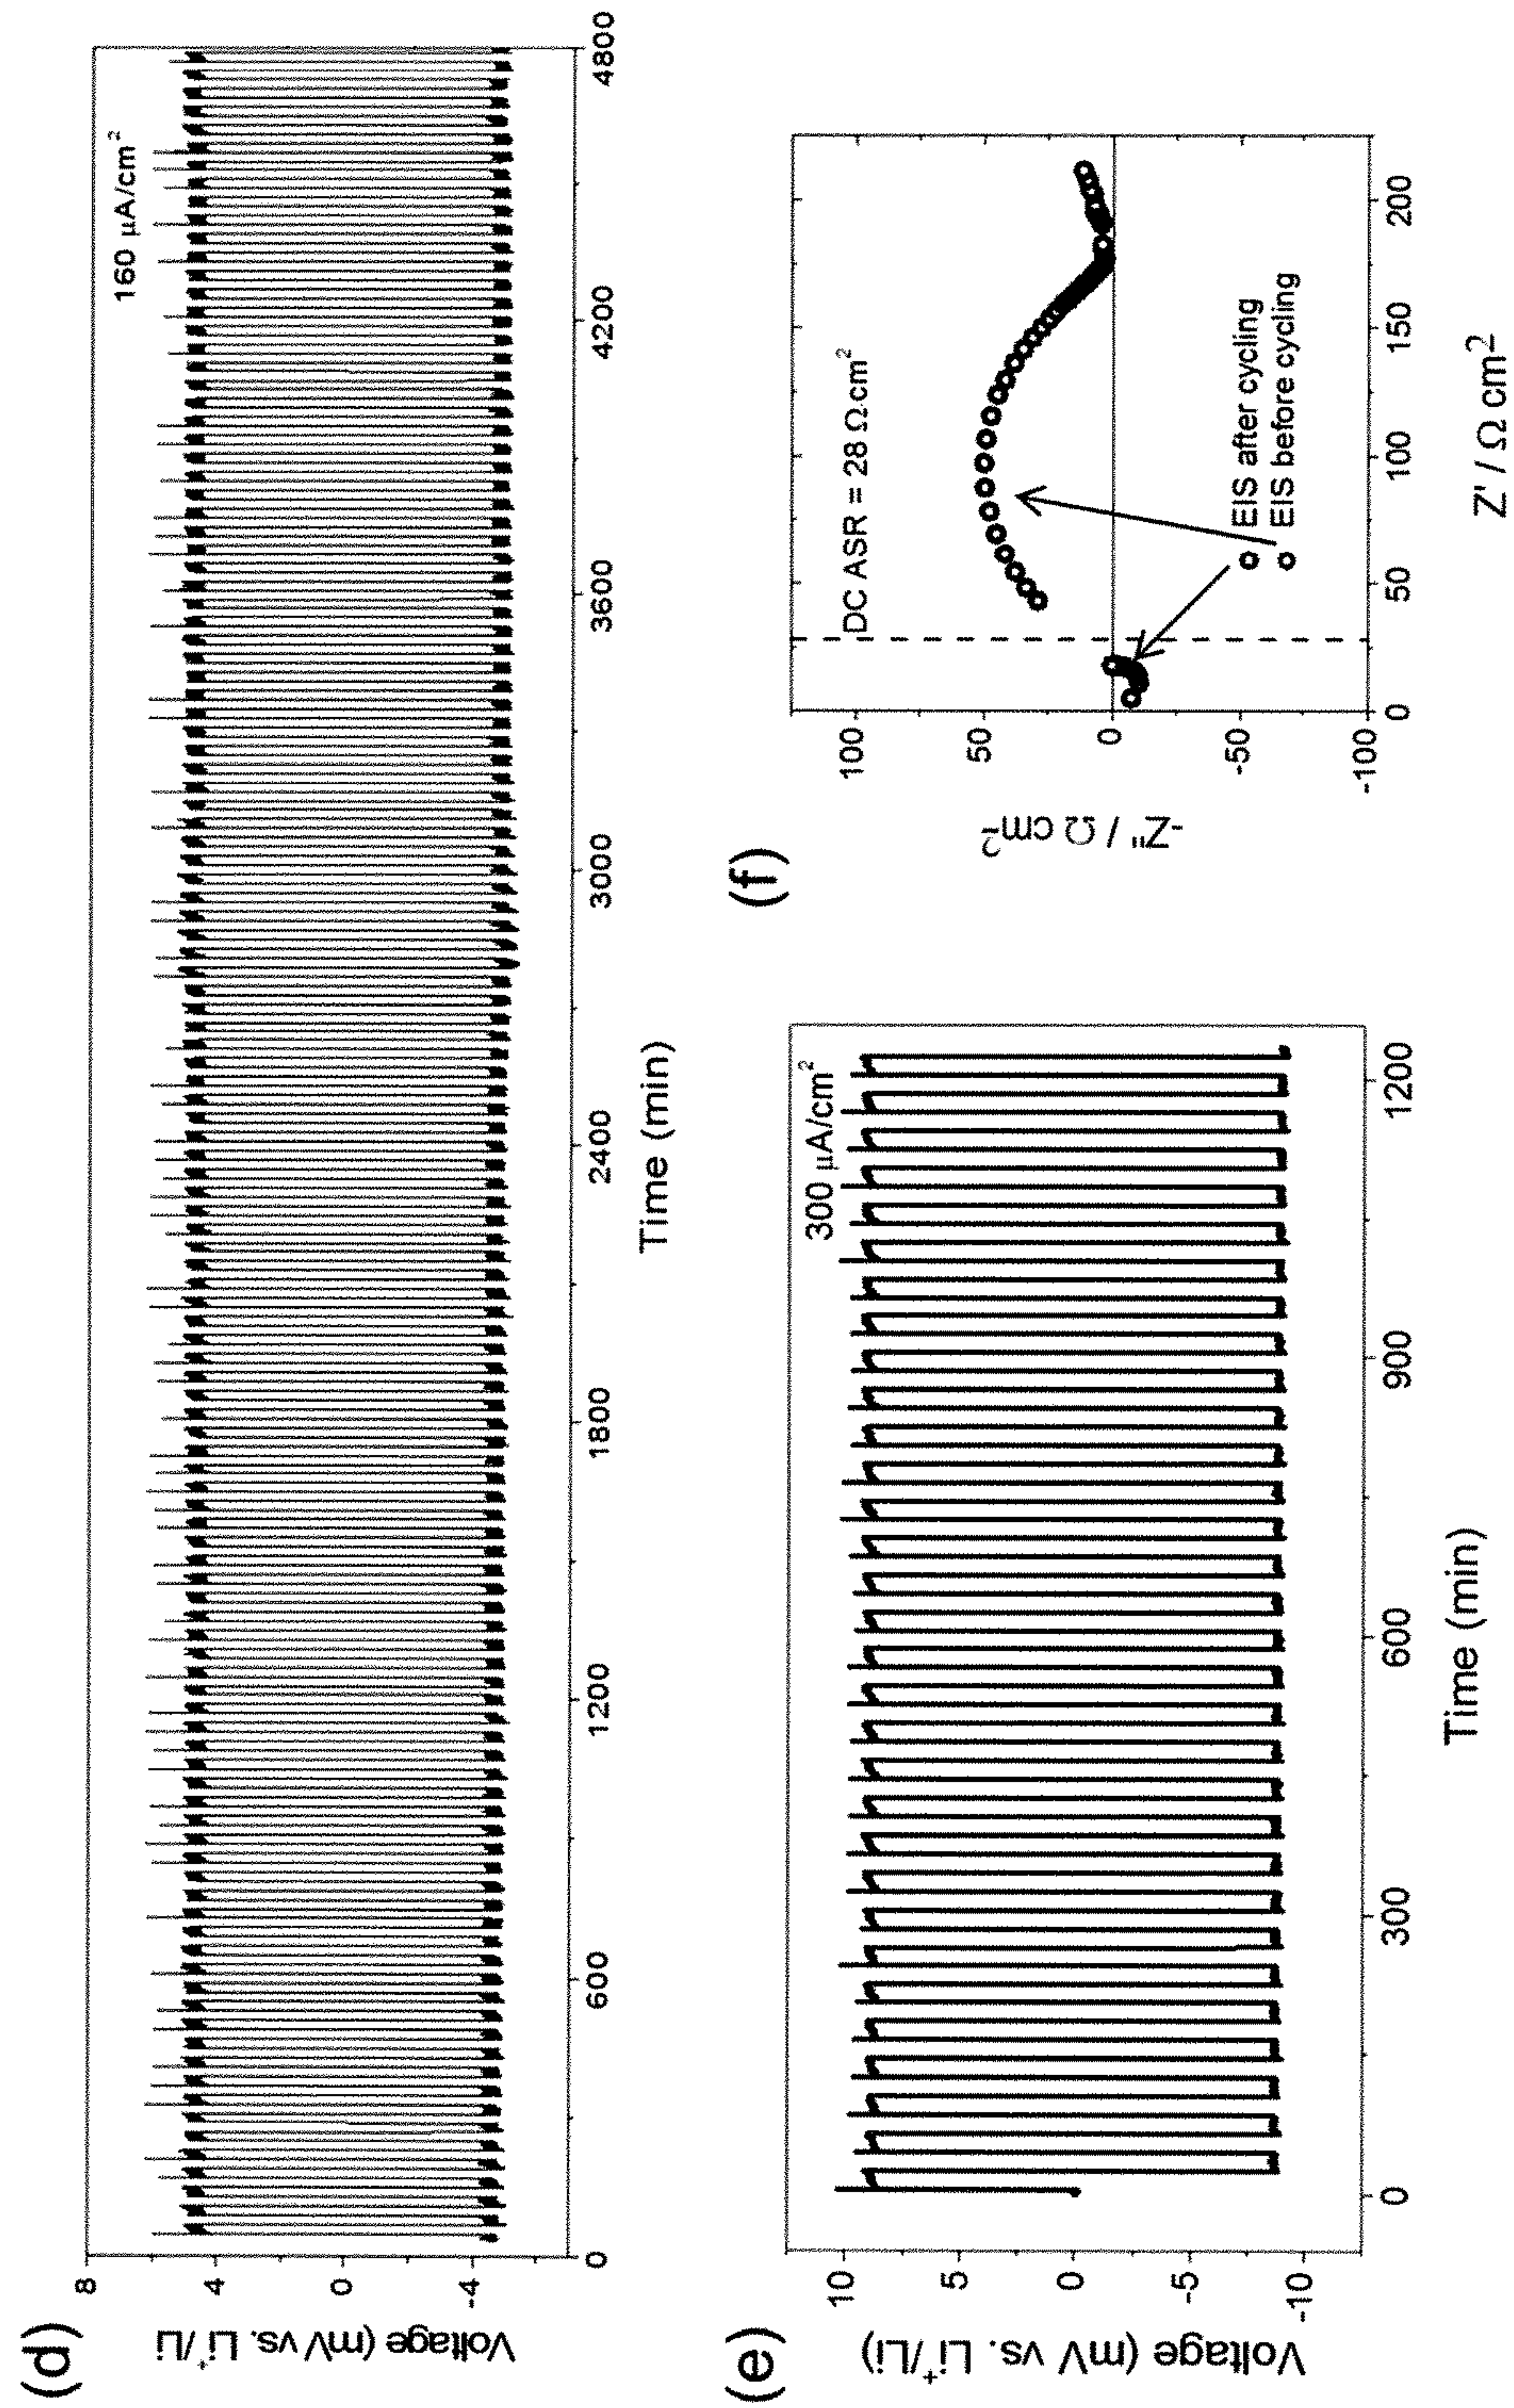 (d)
160 μA/cm²
Voltage (mV vs. Li⁺/Li
8
4
0
-4
0
600
1200
1800
2400
3000
3600
4200
4800
Time (min)
(e)
300 μA/cm²
Voltage (mV vs. Li⁺/Li)
10
5
0
-5
-10
0
300
600
900
1200
Time (min)
(f)
DC ASR = 28 Ω.cm²
-Z" / Ω cm²
100
50
0
-50
-100
EIS after cycling
EIS before cycling
0
50
100
150
200
Z' / Ω cm²